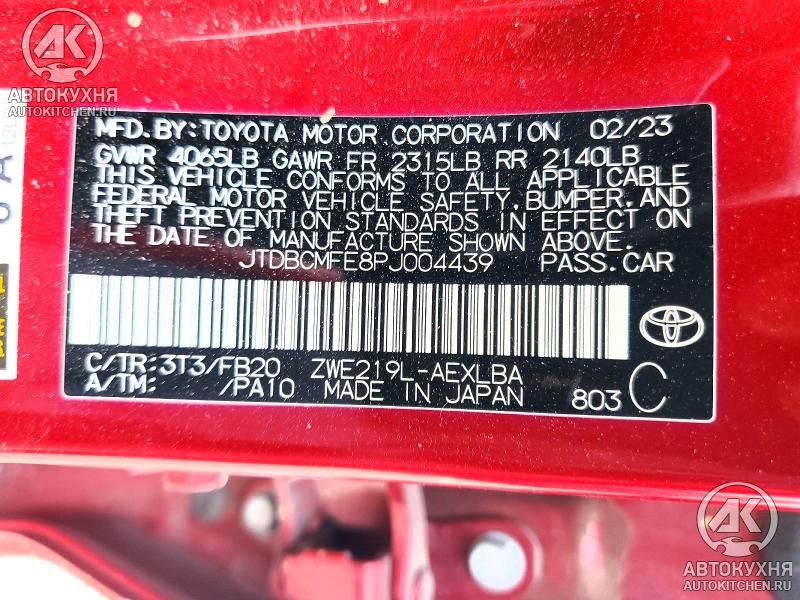 АК
АВТОКУХНЯ
AUTOKITCHEN.RU
MFD. BY: TOYOTA MOTOR CORPORATION 02/23
GVWR 4065LB GAWR FR 2315LB RR 2140LB
THIS VEHICLE CONFORMS TO ALL APPLICABLE
FEDERAL MOTOR VEHICLE SAFETY, BUMPER, AND
THEFT PREVENTION STANDARDS IN EFFECT ON
THE DATE OF MANUFACTURE SHOWN ABOVE.
JTDBCMFE8PJ004439 PASS. CAR
C/TR: 3T3/FB20 ZWE219L-AEXLBA
A/TM: /PA10 MADE IN JAPAN 803 C
АК
АВТОКУХНЯ
AUTOKITCHEN.RU